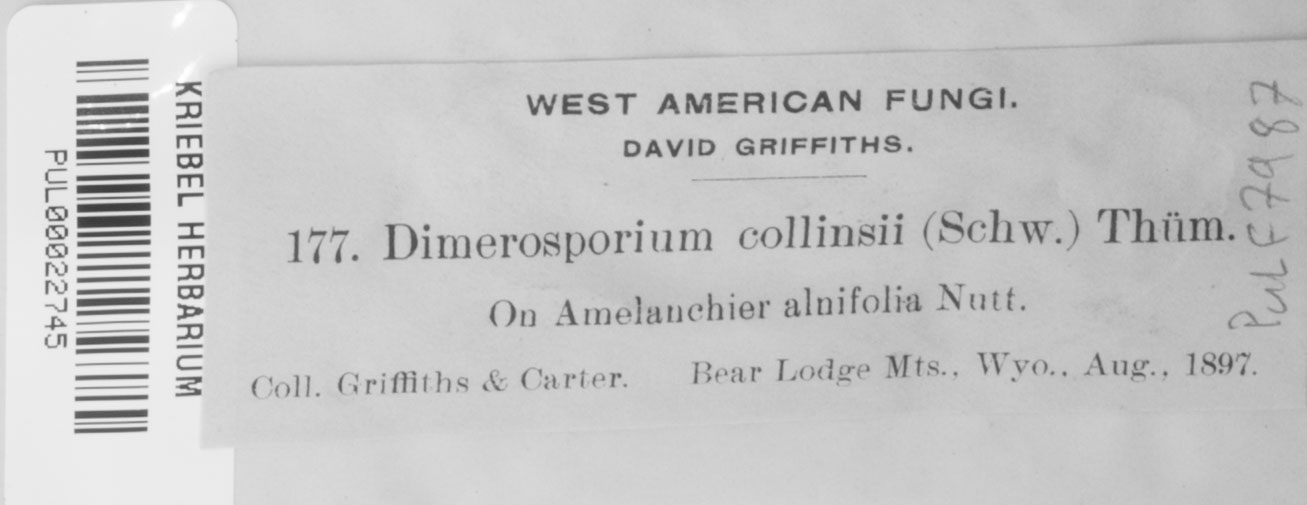 KRIEBEL HERBARIUM
PUL00022745
WEST AMERICAN FUNGI.
DAVID GRIFFITHS.
177. Dimerosporium collinsii (Schw.) Thüm.
On Amelanchier alnifolia Nutt.
Coll. Griffiths & Carter. Bear Lodge Mts., Wyo., Aug., 1897.
PUL F7987